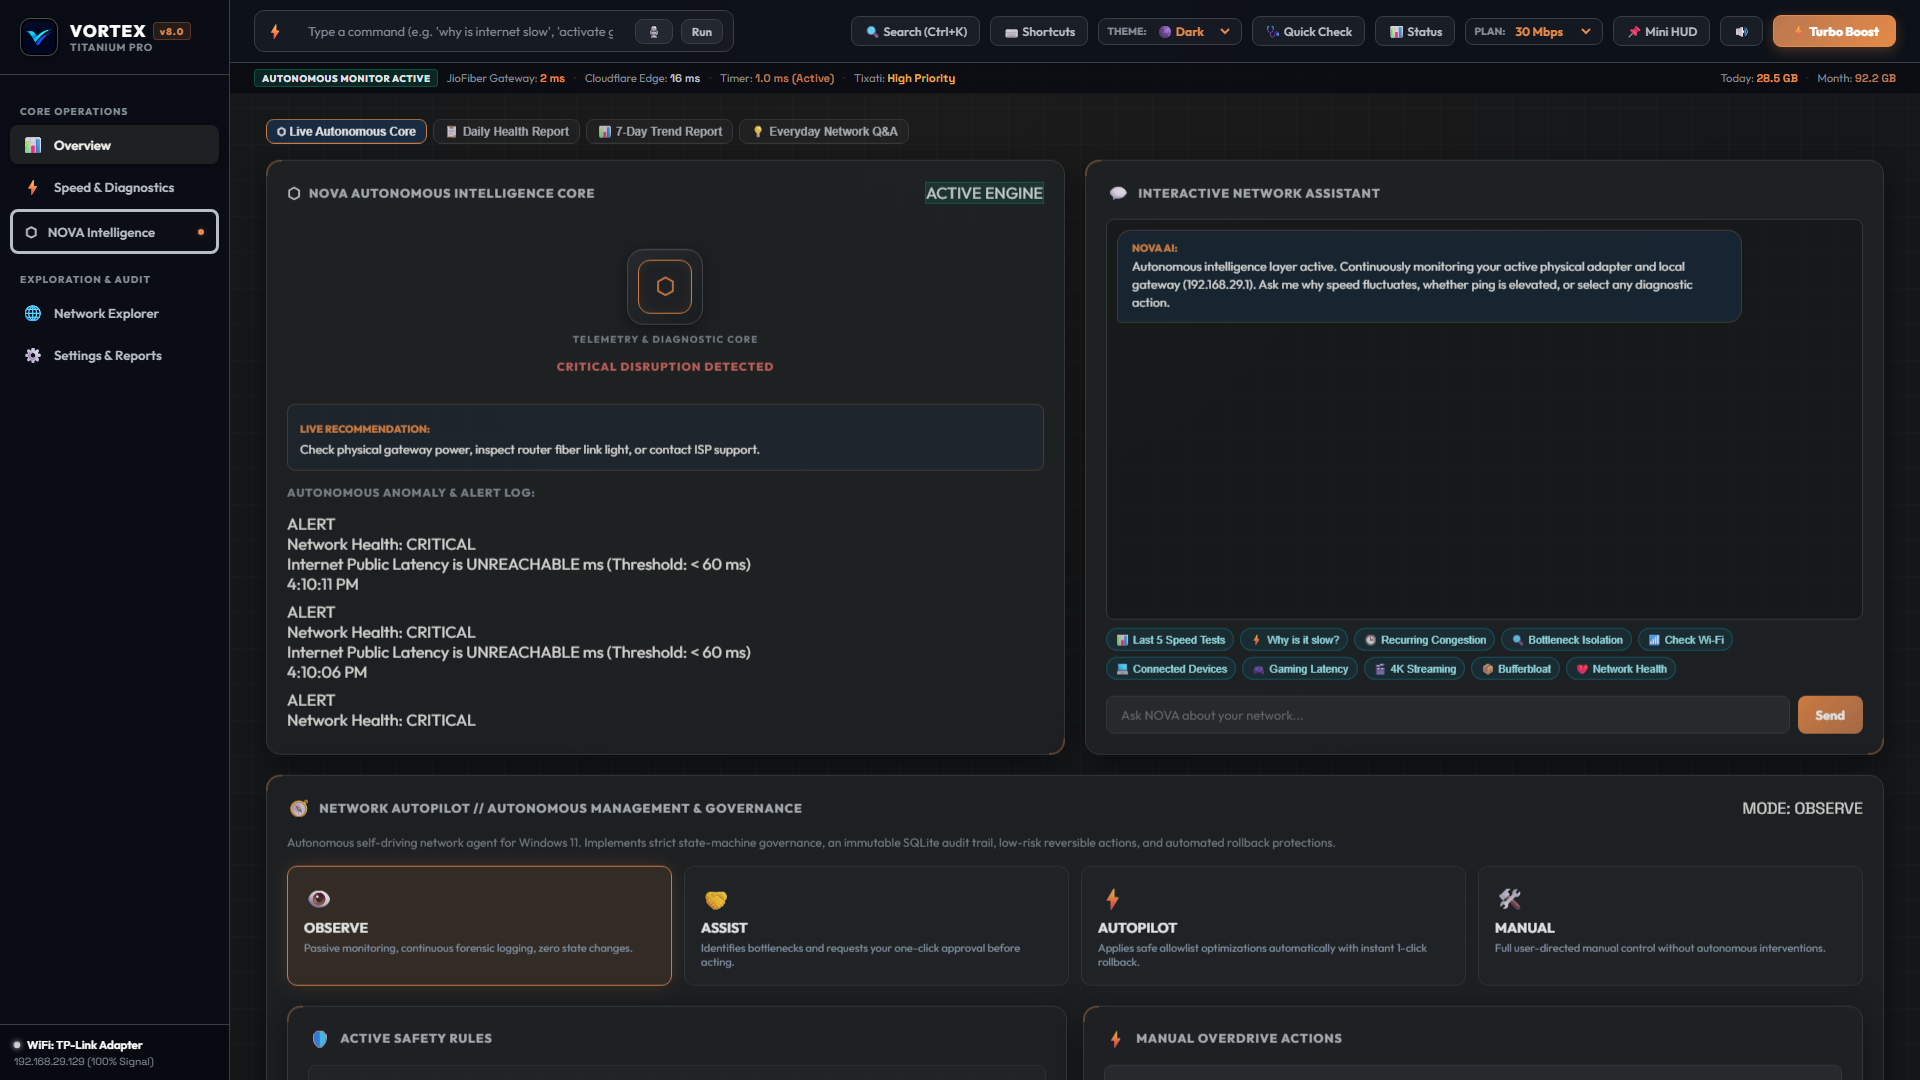 VORTEX v8.0
TITANIUM PRO
Type a command (e.g. 'why is internet slow', 'activate g
Run
Search (Ctrl+K)
Shortcuts
THEME: Dark
Quick Check
Status
PLAN: 30 Mbps
Mini HUD
Turbo Boost
AUTONOMOUS MONITOR ACTIVE JioFiber Gateway: 2 ms · Cloudflare Edge: 16 ms · Timer: 1.0 ms (Active) · Tixati: High Priority
Today: 28.5 GB · Month: 92.2 GB
CORE OPERATIONS
Overview
Speed & Diagnostics
NOVA Intelligence
EXPLORATION & AUDIT
Network Explorer
Settings & Reports
WiFi: TP-Link Adapter
192.168.29.129 (100% Signal)
Live Autonomous Core
Daily Health Report
7-Day Trend Report
Everyday Network Q&A
NOVA AUTONOMOUS INTELLIGENCE CORE
ACTIVE ENGINE
TELEMETRY & DIAGNOSTIC CORE
CRITICAL DISRUPTION DETECTED
LIVE RECOMMENDATION:
Check physical gateway power, inspect router fiber link light, or contact ISP support.
AUTONOMOUS ANOMALY & ALERT LOG:
ALERT
Network Health: CRITICAL
Internet Public Latency is UNREACHABLE ms (Threshold: < 60 ms)
4:10:11 PM
ALERT
Network Health: CRITICAL
Internet Public Latency is UNREACHABLE ms (Threshold: < 60 ms)
4:10:06 PM
ALERT
Network Health: CRITICAL
INTERACTIVE NETWORK ASSISTANT
NOVA AI:
Autonomous intelligence layer active. Continuously monitoring your active physical adapter and local
gateway (192.168.29.1). Ask me why speed fluctuates, whether ping is elevated, or select any diagnostic
action.
Last 5 Speed Tests
Why is it slow?
Recurring Congestion
Bottleneck Isolation
Check Wi-Fi
Connected Devices
Gaming Latency
4K Streaming
Bufferbloat
Network Health
Ask NOVA about your network...
Send
NETWORK AUTOPILOT // AUTONOMOUS MANAGEMENT & GOVERNANCE
MODE: OBSERVE
Autonomous self-driving network agent for Windows 11. Implements strict state-machine governance, an immutable SQLite audit trail, low-risk reversible actions, and automated rollback protections.
OBSERVE
Passive monitoring, continuous forensic logging, zero state changes.
ASSIST
Identifies bottlenecks and requests your one-click approval before
acting.
AUTOPILOT
Applies safe allowlist optimizations automatically with instant 1-click
rollback.
MANUAL
Full user-directed manual control without autonomous interventions.
ACTIVE SAFETY RULES
MANUAL OVERDRIVE ACTIONS